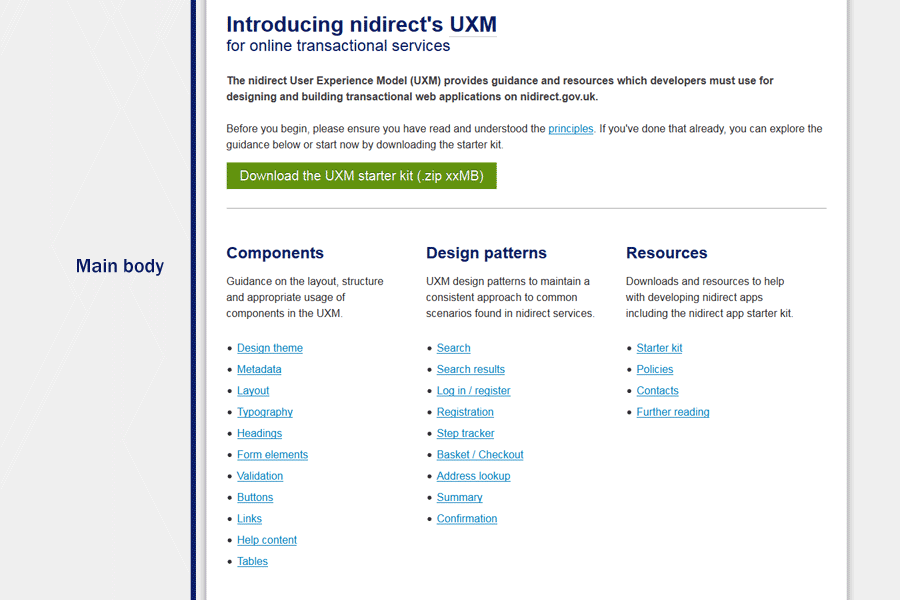 Introducing nidirect's UXM
for online transactional services
The nidirect User Experience Model (UXM) provides guidance and resources which developers must use for
designing and building transactional web applications on nidirect.gov.uk.
Before you begin, please ensure you have read and understood the principles. If you've done that already, you can explore the
guidance below or start now by downloading the starter kit.
Download the UXM starter kit (.zip xxMB)
Main body
Components
Guidance on the layout, structure
and appropriate usage of
components in the UXM.
Design theme
Metadata
Layout
Typography
Headings
Form elements
Validation
Buttons
Links
Help content
Tables
Design patterns
UXM design patterns to maintain a
consistent approach to common
scenarios found in nidirect services.
Search
Search results
Log in / register
Registration
Step tracker
Basket / Checkout
Address lookup
Summary
Confirmation
Resources
Downloads and resources to help
with developing nidirect apps
including the nidirect app starter kit.
Starter kit
Policies
Contacts
Further reading